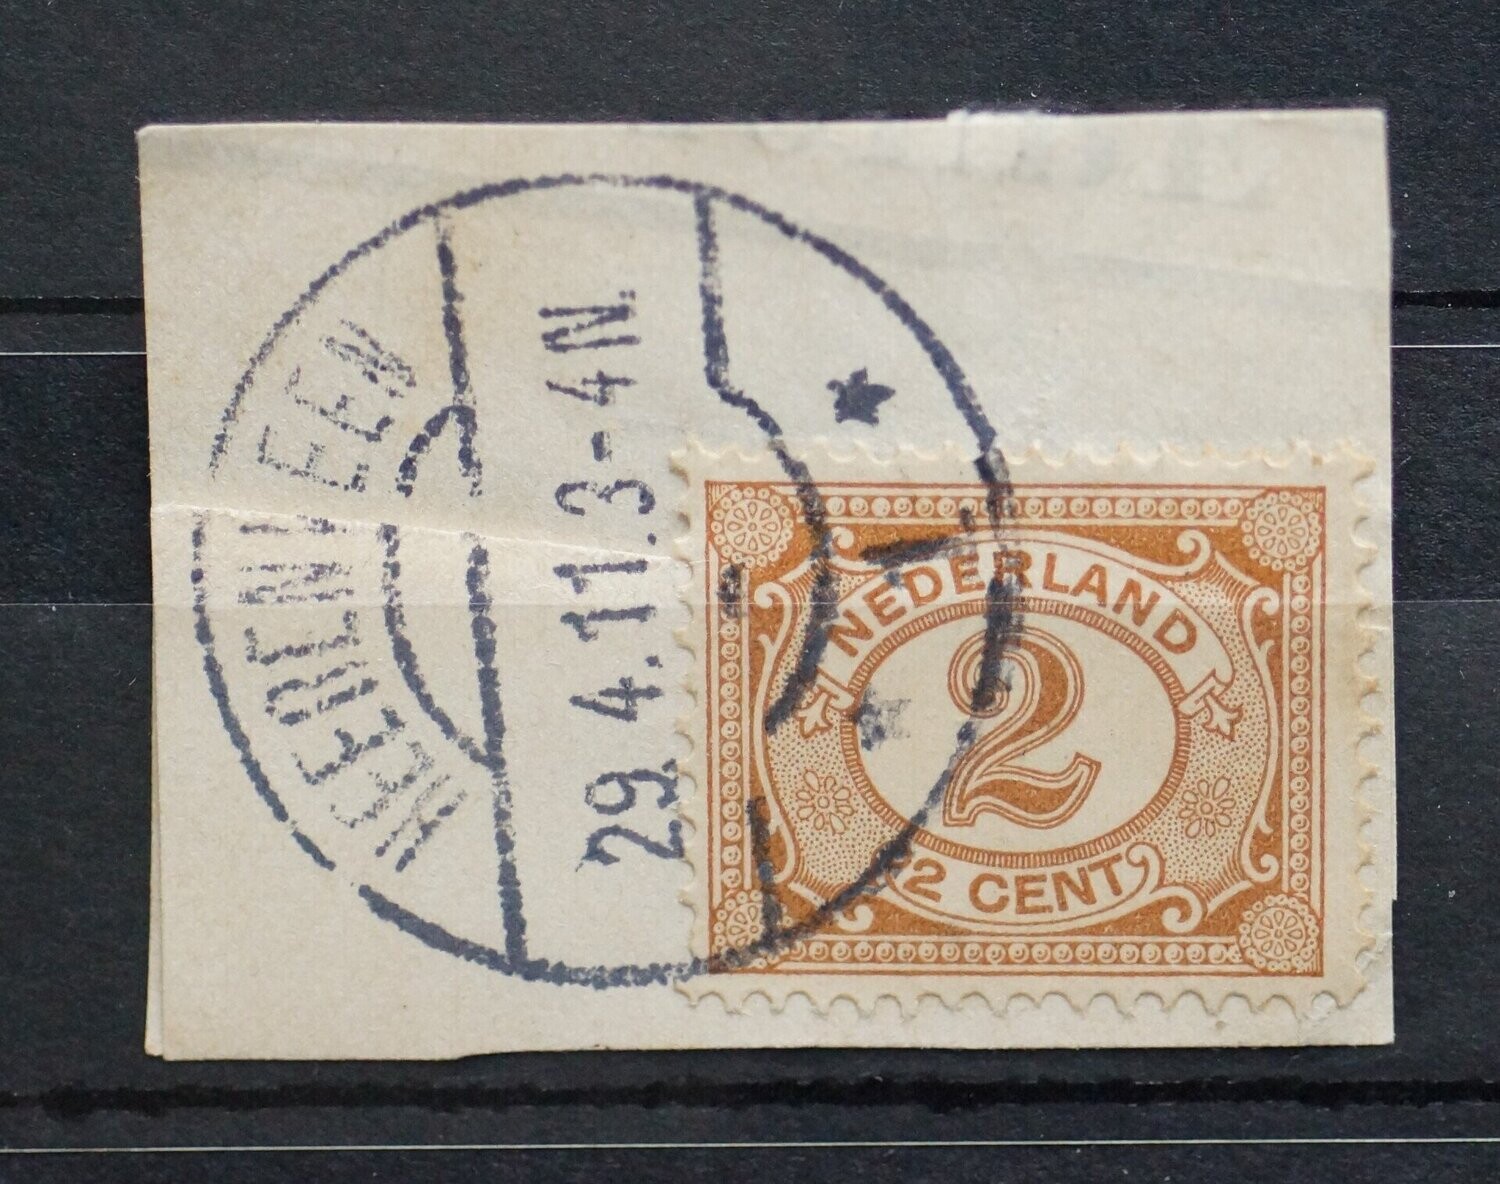 HEERENVEEN
29.4.11.3-4N.
NEDERLAND
2
2 CENT